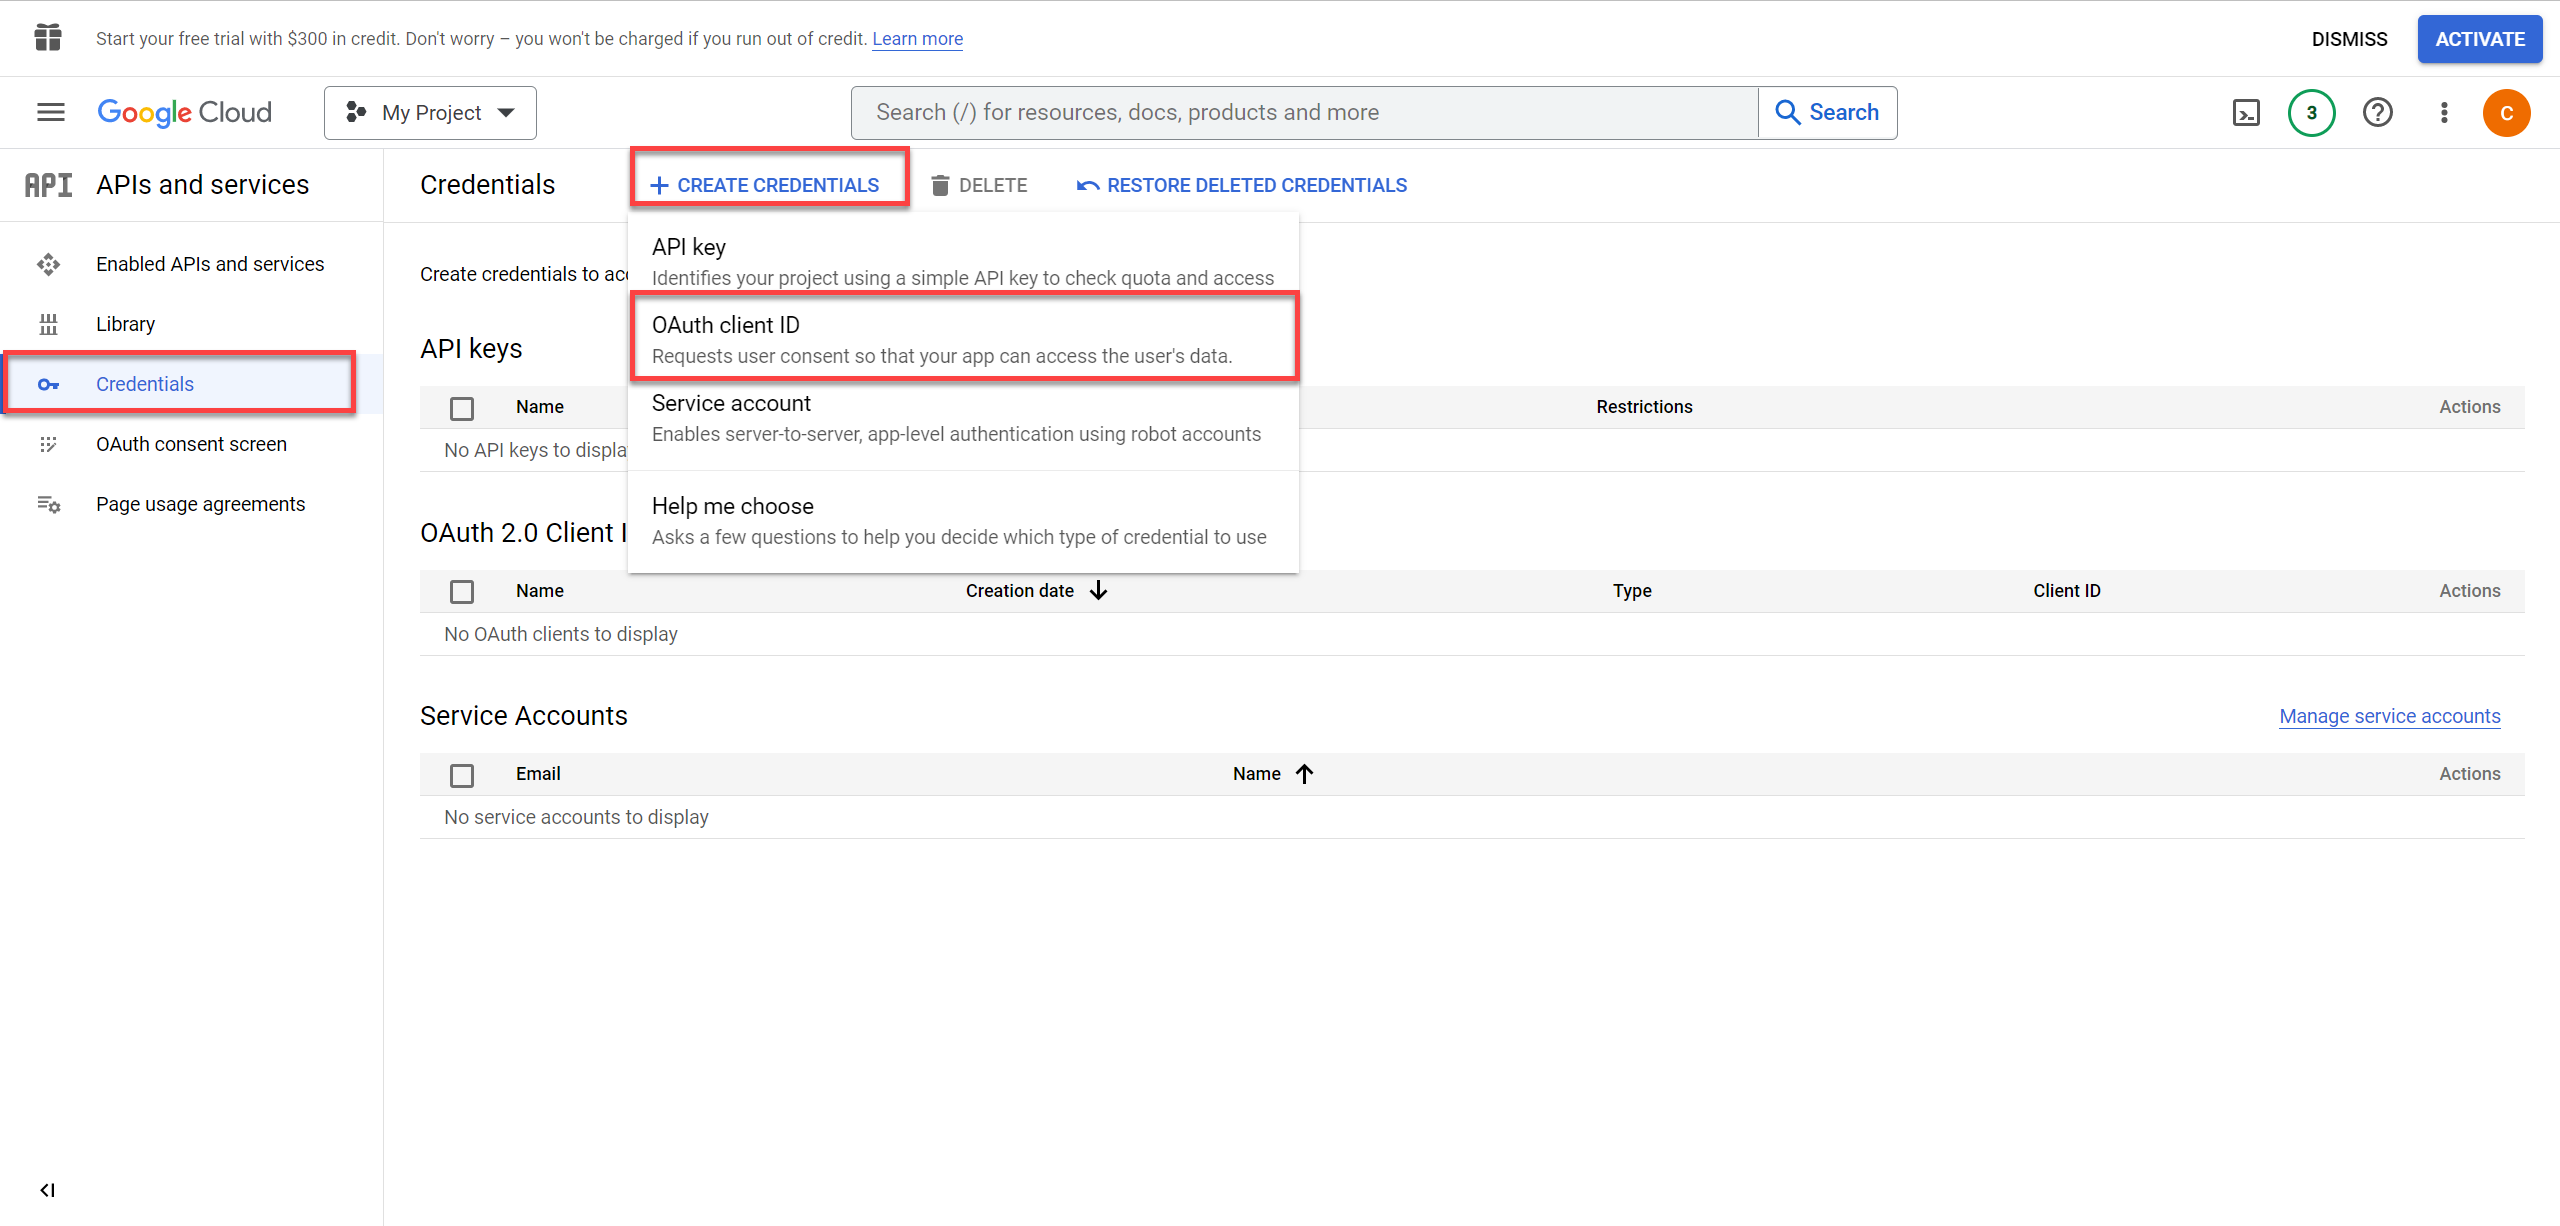 Start your free trial with $300 in credit. Don't worry – you won't be charged if you run out of credit. Learn more
DISMISS
ACTIVATE
Google Cloud
My Project
Search (/) for resources, docs, products and more
Search
3
C
API
APIs and services
Credentials
CREATE CREDENTIALS
DELETE
RESTORE DELETED CREDENTIALS
Enabled APIs and services
Library
Credentials
OAuth consent screen
Page usage agreements
Create credentials to acc
API key
Identifies your project using a simple API key to check quota and access
OAuth client ID
Requests user consent so that your app can access the user's data.
Service account
Enables server-to-server, app-level authentication using robot accounts
Help me choose
Asks a few questions to help you decide which type of credential to use
API keys
Name
Restrictions
Actions
No API keys to displa
OAuth 2.0 Client I
Name
Creation date
Type
Client ID
Actions
No OAuth clients to display
Service Accounts
Manage service accounts
Email
Name
Actions
No service accounts to display